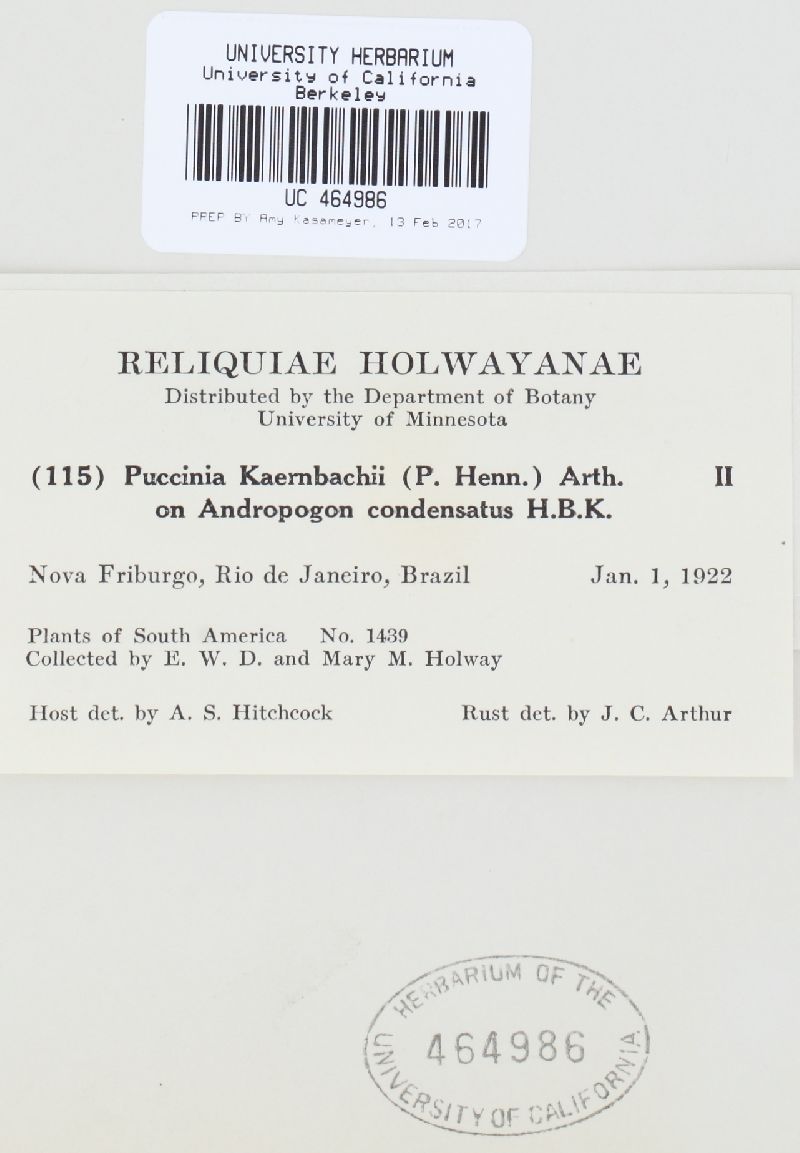 UNIVERSITY HERBARIUM
University of California
Berkeley
UC 464986
PREP BY Amy Kasameyer, 13 Feb 2017
RELIQUIAE HOLWAYANAE
Distributed by the Department of Botany
University of Minnesota
(115) Puccinia Kaernbachii (P. Henn.) Arth. II
on Andropogon condensatus H.B.K.
Nova Friburgo, Rio de Janeiro, Brazil Jan. 1, 1922
Plants of South America No. 1439
Collected by E. W. D. and Mary M. Holway
Host det. by A. S. Hitchcock Rust det. by J. C. Arthur
HERBARIUM OF THE
464986
UNIVERSITY OF CALIFORNIA